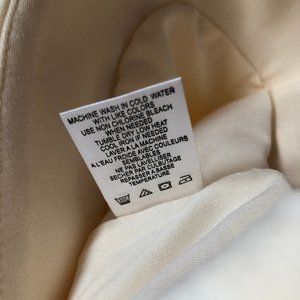 MACHINE WASH IN COLD WATER
WITH LIKE COLORS
USE NON CHLORINE BLEACH
WHEN NEEDED
TUMBLE DRY LOW HEAT
COOL IRON IF NEEDED
LAVER A LA MACHINE
A L'EAU FROIDE AVEC COULEURS
SEMBLABLES
NE PAS LAVELLISES
SECHER PAR CULBUTAGE
REPASSER A BASSE
TEMPERATURE